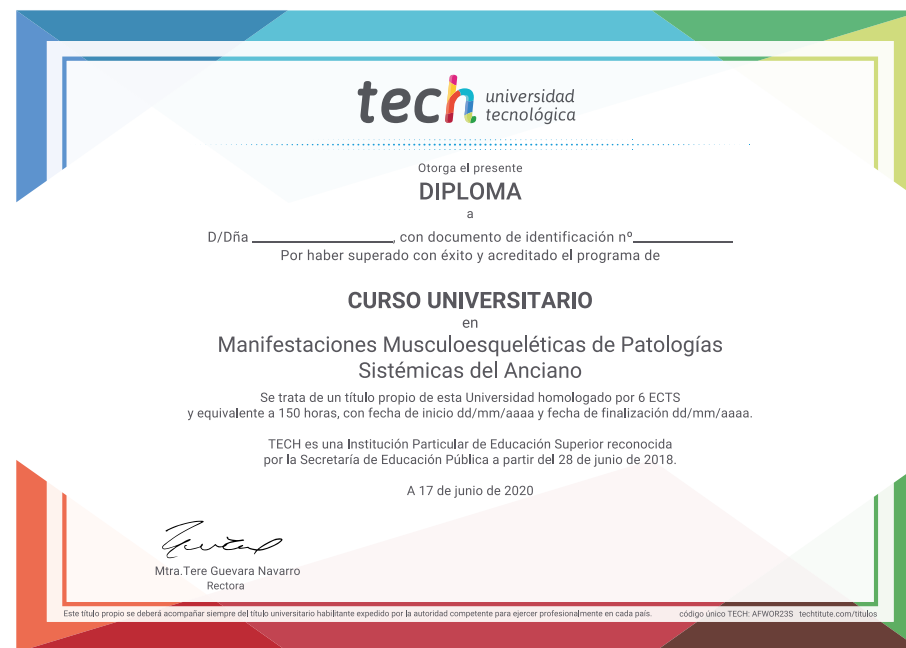 tech universidad
tecnológica
Otorga el presente
DIPLOMA
a
D/Dña ____________________, con documento de identificación nº______________
Por haber superado con éxito y acreditado el programa de
CURSO UNIVERSITARIO
en
Manifestaciones Musculoesqueléticas de Patologías
Sistémicas del Anciano
Se trata de un título propio de esta Universidad homologado por 6 ECTS
y equivalente a 150 horas, con fecha de inicio dd/mm/aaaa y fecha de finalización dd/mm/aaaa.
TECH es una Institución Particular de Educación Superior reconocida
por la Secretaría de Educación Pública a partir del 28 de junio de 2018.
A 17 de junio de 2020
Mtra.Tere Guevara Navarro
Rectora
Este título propio se deberá acompañar siempre del título universitario habilitante expedido por la autoridad competente para ejercer profesionalmente en cada país. código único TECH: AFWOR23S techtitute.com/titulos